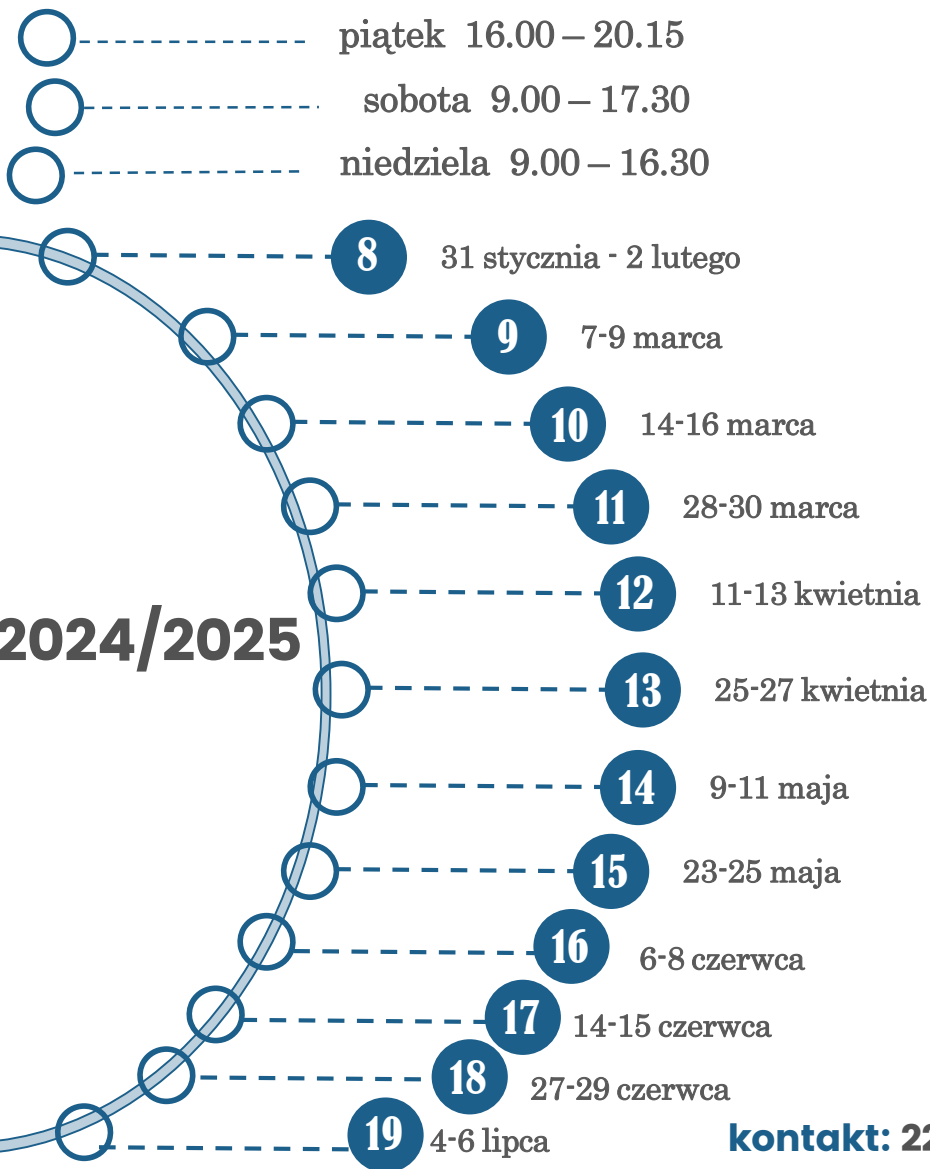 piątek 16.00 – 20.15
sobota 9.00 – 17.30
niedziela 9.00 – 16.30
8 31 stycznia - 2 lutego
9 7-9 marca
10 14-16 marca
11 28-30 marca
12 11-13 kwietnia
2024/2025
13 25-27 kwietnia
14 9-11 maja
15 23-25 maja
16 6-8 czerwca
17 14-15 czerwca
18 27-29 czerwca
19 4-6 lipca
kontakt: 22